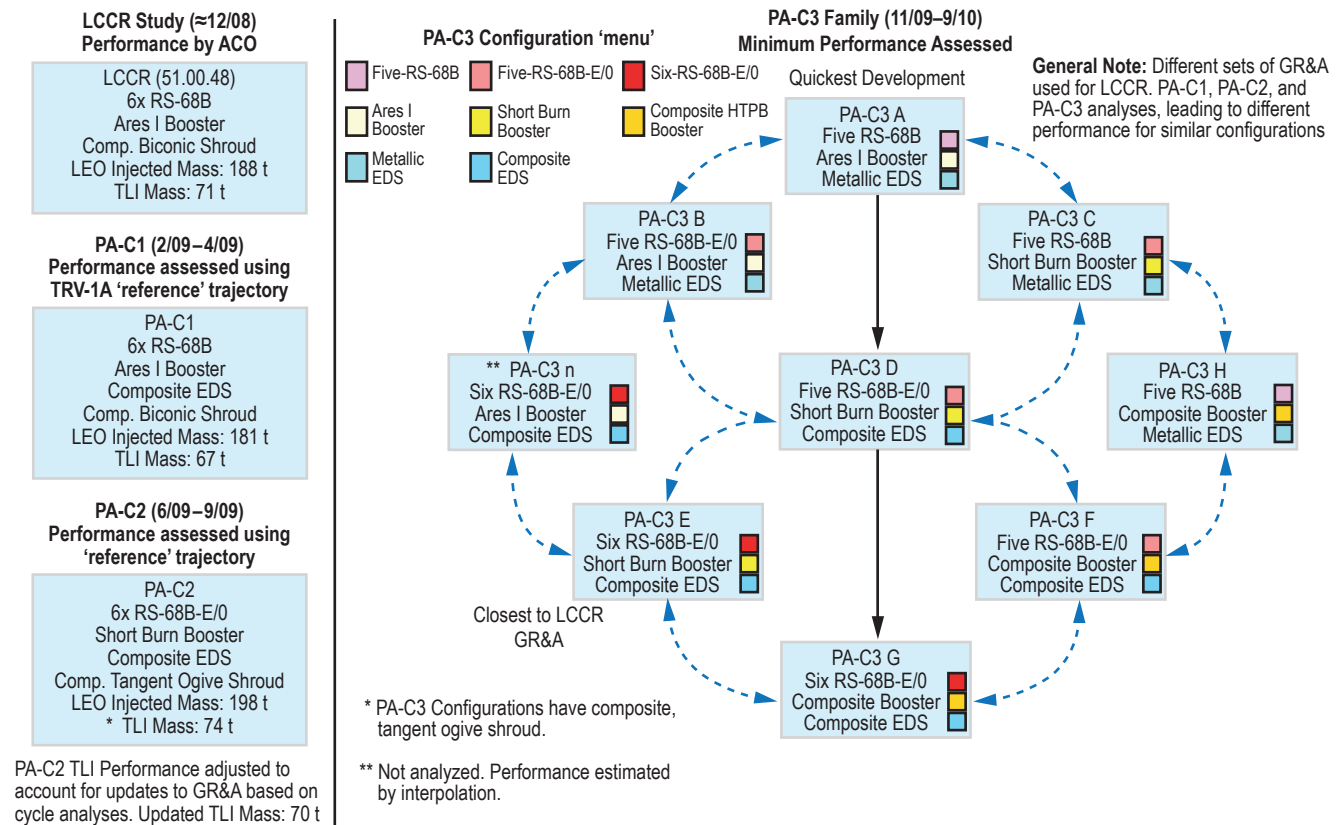 LCCR Study (≈12/08)
Performance by ACO
LCCR (51.00.48)
6x RS-68B
Ares I Booster
Comp. Biconic Shroud
LEO Injected Mass: 188 t
TLI Mass: 71 t
PA-C1 (2/09–4/09)
Performance assessed using
TRV-1A ‘reference’ trajectory
PA-C1
6x RS-68B
Ares I Booster
Composite EDS
Comp. Biconic Shroud
LEO Injected Mass: 181 t
TLI Mass: 67 t
PA-C2 (6/09–9/09)
Performance assessed using
‘reference’ trajectory
PA-C2
6x RS-68B-E/0
Short Burn Booster
Composite EDS
Comp. Tangent Ogive Shroud
LEO Injected Mass: 198 t
* TLI Mass: 74 t
PA-C2 TLI Performance adjusted to
account for updates to GR&A based on
cycle analyses. Updated TLI Mass: 70 t
PA-C3 Configuration ‘menu’
Five-RS-68B
Five-RS-68B-E/0
Six-RS-68B-E/0
Ares I
Booster
Short Burn
Booster
Composite HTPB
Booster
Metallic
EDS
Composite
EDS
PA-C3 Family (11/09–9/10)
Minimum Performance Assessed
Quickest Development
General Note: Different sets of GR&A
used for LCCR. PA-C1, PA-C2, and
PA-C3 analyses, leading to different
performance for similar configurations
PA-C3 A
Five RS-68B
Ares I Booster
Metallic EDS
PA-C3 B
Five RS-68B-E/0
Ares I Booster
Metallic EDS
PA-C3 C
Five RS-68B
Short Burn Booster
Metallic EDS
** PA-C3 n
Six RS-68B-E/0
Ares I Booster
Composite EDS
PA-C3 D
Five RS-68B-E/0
Short Burn Booster
Composite EDS
PA-C3 H
Five RS-68B
Composite Booster
Metallic EDS
PA-C3 E
Six RS-68B-E/0
Short Burn Booster
Composite EDS
PA-C3 F
Five RS-68B-E/0
Composite Booster
Composite EDS
Closest to LCCR
GR&A
PA-C3 G
Six RS-68B-E/0
Composite Booster
Composite EDS
* PA-C3 Configurations have composite,
tangent ogive shroud.
** Not analyzed. Performance estimated
by interpolation.